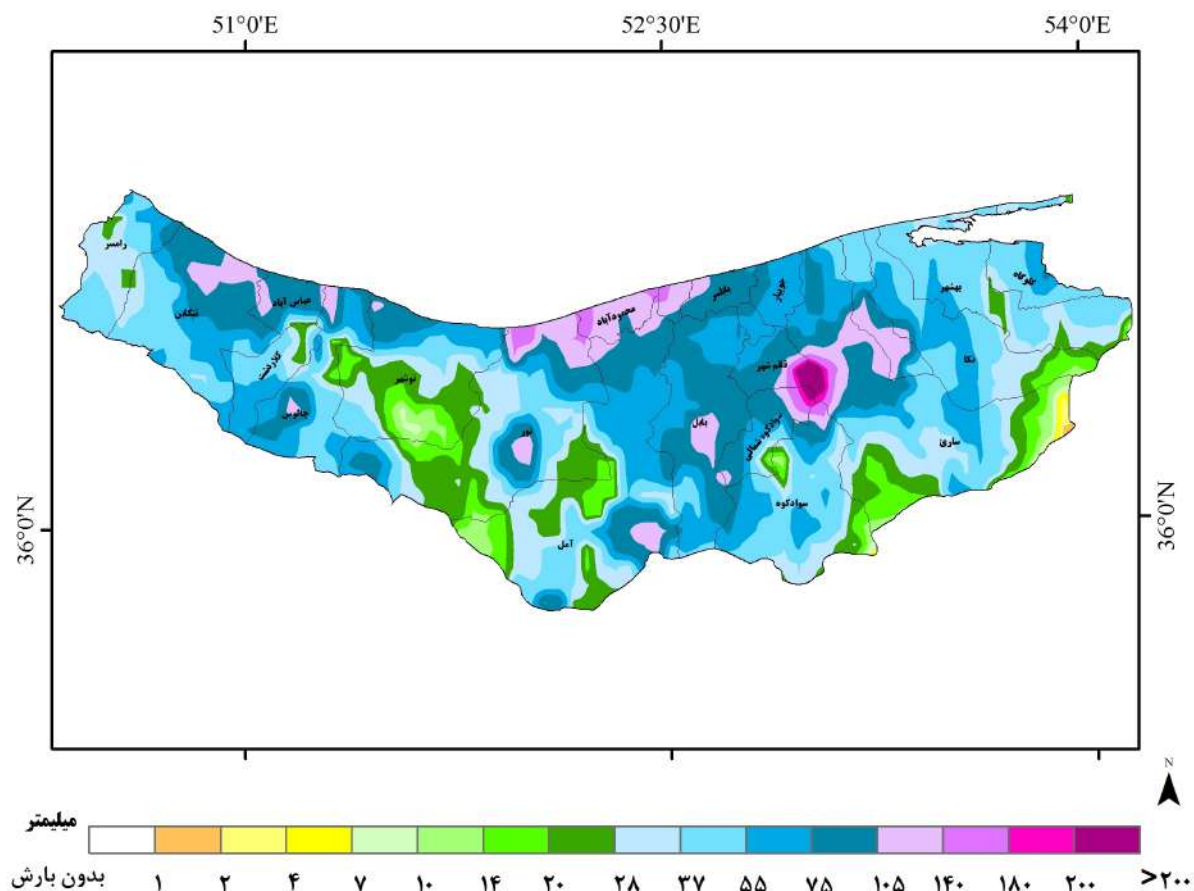 51°0'E 52°30'E 54°0'E
رامسر
گلوگاه
بهشهر
جویبار
بابلسر
محمودآباد
عباس آباد
تنکابن
نکا
قائم شهر
کلاردشت
نوشهر
چالوس
نور
بابل
سوادکوه شمالی
ساری
سوادکوه
آمل
36°0'N 36°0'N
N
میلیمتر
بدون بارش ۱ ۲ ۴ ۷ ۱۰ ۱۴ ۲۰ ۲۸ ۳۷ ۵۵ ۷۵ ۱۰۵ ۱۴۰ ۱۸۰ ۲۰۰ >۲۰۰